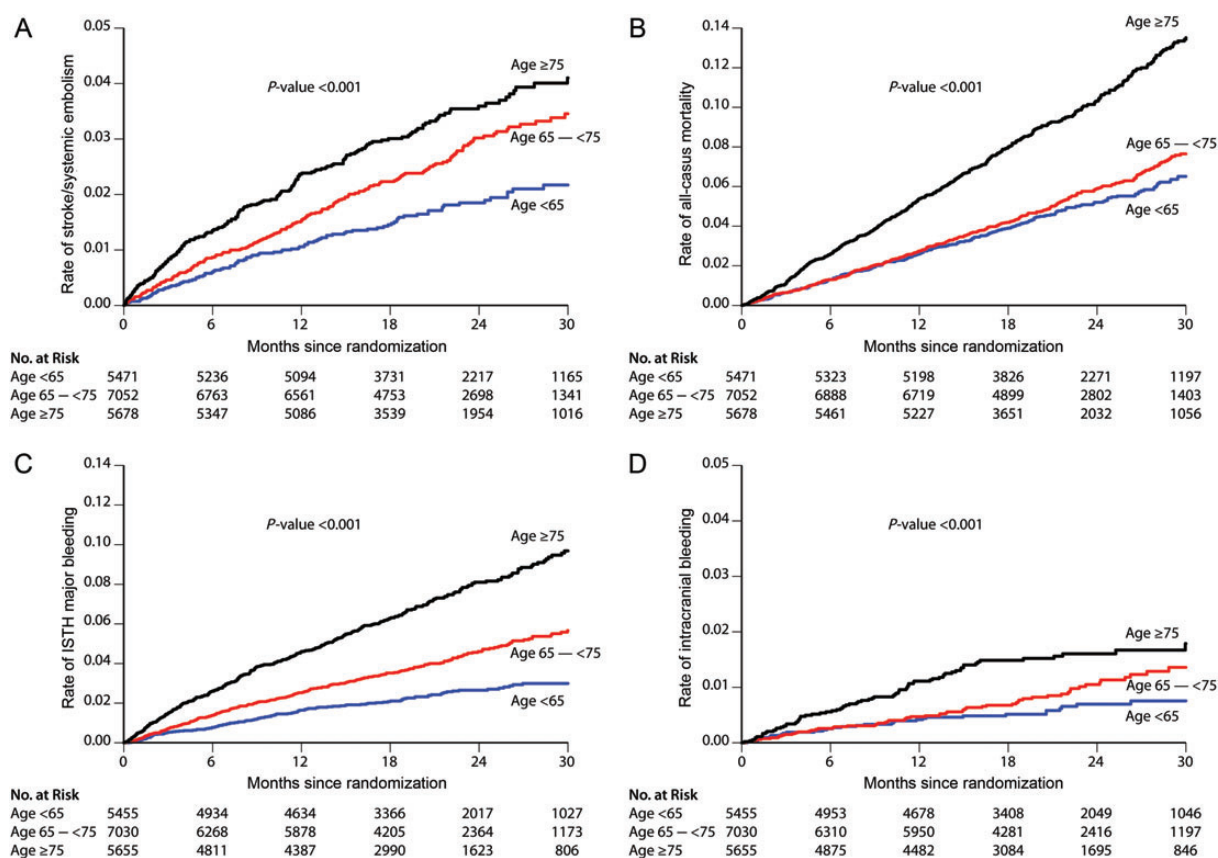 A
Rate of stroke/systemic embolism
0.05
0.04
0.03
0.02
0.01
0.00
P-value <0.001
Age ≥75
Age 65 — <75
Age <65
0 6 12 18 24 30
Months since randomization
No. at Risk
Age <65 5471 5236 5094 3731 2217 1165
Age 65 – <75 7052 6763 6561 4753 2698 1341
Age ≥75 5678 5347 5086 3539 1954 1016
B
Rate of all-casus mortality
0.14
0.12
0.10
0.08
0.06
0.04
0.02
0.00
P-value <0.001
Age ≥75
Age 65 — <75
Age <65
0 6 12 18 24 30
Months since randomization
No. at Risk
Age <65 5471 5323 5198 3826 2271 1197
Age 65 – <75 7052 6888 6719 4899 2802 1403
Age ≥75 5678 5461 5227 3651 2032 1056
C
Rate of ISTH major bleeding
0.14
0.12
0.10
0.08
0.06
0.04
0.02
0.00
P-value <0.001
Age ≥75
Age 65 — <75
Age <65
0 6 12 18 24 30
Months since randomization
No. at Risk
Age <65 5455 4934 4634 3366 2017 1027
Age 65 – <75 7030 6268 5878 4205 2364 1173
Age ≥75 5655 4811 4387 2990 1623 806
D
Rate of intracranial bleeding
0.05
0.04
0.03
0.02
0.01
0.00
P-value <0.001
Age ≥75
Age 65 — <75
Age <65
0 6 12 18 24 30
Months since randomization
No. at Risk
Age <65 5455 4953 4678 3408 2049 1046
Age 65 – <75 7030 6310 5950 4281 2416 1197
Age ≥75 5655 4875 4482 3084 1695 846